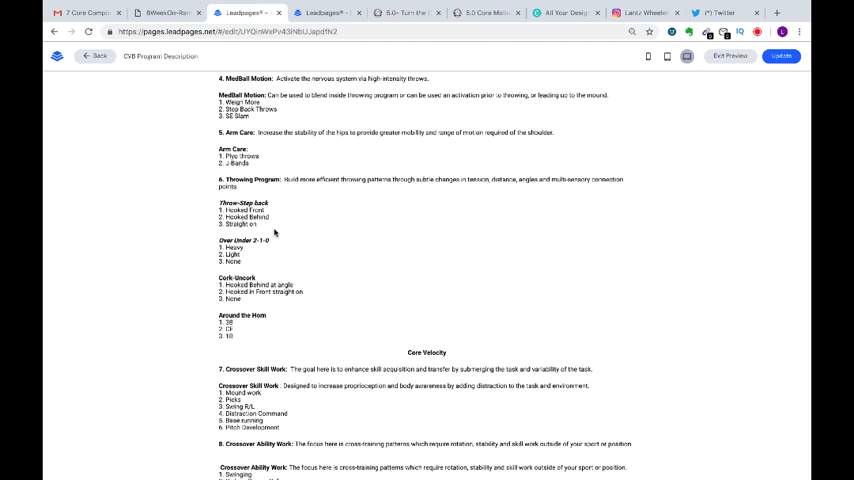 7 Core Compor
6WeekOn-Ram
Leadpages® -
Leadpages® -
5.0- Turn the C
5.0 Core Motio
All Your Design
Lantz Wheeler
(*) Twitter
https://pages.leadpages.net/#/edit/UYQinWxPv43iNbUJapdfN2
Back
CVB Program Description
Exit Preview
Update
4. MedBall Motion: Activate the nervous system via high-intensity throws.
MedBall Motion: Can be used to blend inside throwing program or can be used an activation prior to throwing, or leading up to the mound.
1. Weigh More
2. Step Back Throws
3. SE Slam
5. Arm Care: Increase the stability of the hips to provide greater mobility and range of motion required of the shoulder.
Arm Care:
1. Plyo throws
2. J-Bands
6. Throwing Program: Build more efficient throwing patterns through subtle changes in tension, distance, angles and multi-sensory connection
points.
Throw-Step back
1. Hooked Front
2. Hooked Behind
3. Straight on
Over Under 2-1-0
1. Heavy
2. Light
3. None
Cork-Uncork
1. Hooked Behind at angle
2. Hooked in Front straight on
3. None
Around the Horn
1. 3B
2. CF
3. 1B
Core Velocity
7. Crossover Skill Work: The goal here is to enhance skill acquisition and transfer by submerging the task and variability of the task.
Crossover Skill Work : Designed to increase proprioception and body awareness by adding distraction to the task and environment.
1. Mound work
2. Picks
3. Swing R/L
4. Distraction Command
5. Base running
6. Pitch Development
8. Crossover Ability Work: The focus here is cross-training patterns which require rotation, stability and skill work outside of your sport or position
Crossover Ability Work: The focus here is cross-training patterns which require rotation, stability and skill work outside of your sport or position.
1. Swinging